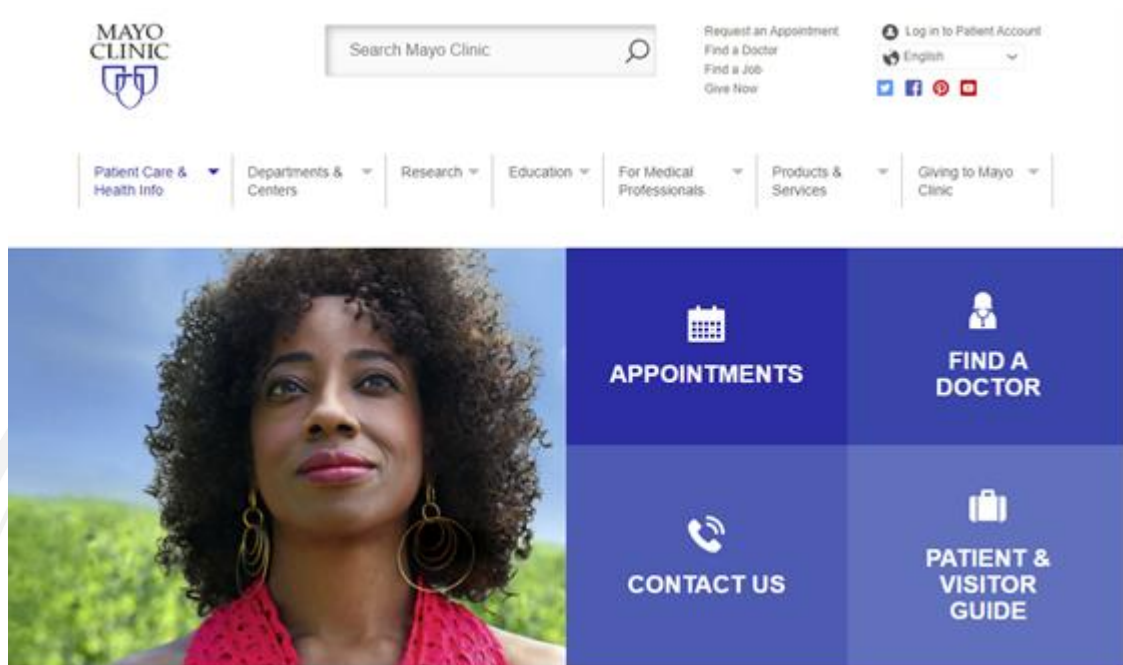 MAYO
CLINIC
Search Mayo Clinic
Request an Appointment
Find a Doctor
Find a Job
Give Now
Log in to Patient Account
English
Patient Care &
Health Info
Departments &
Centers
Research
Education
For Medical
Professionals
Products &
Services
Giving to Mayo
Clinic
APPOINTMENTS
FIND A
DOCTOR
CONTACT US
PATIENT &
VISITOR
GUIDE